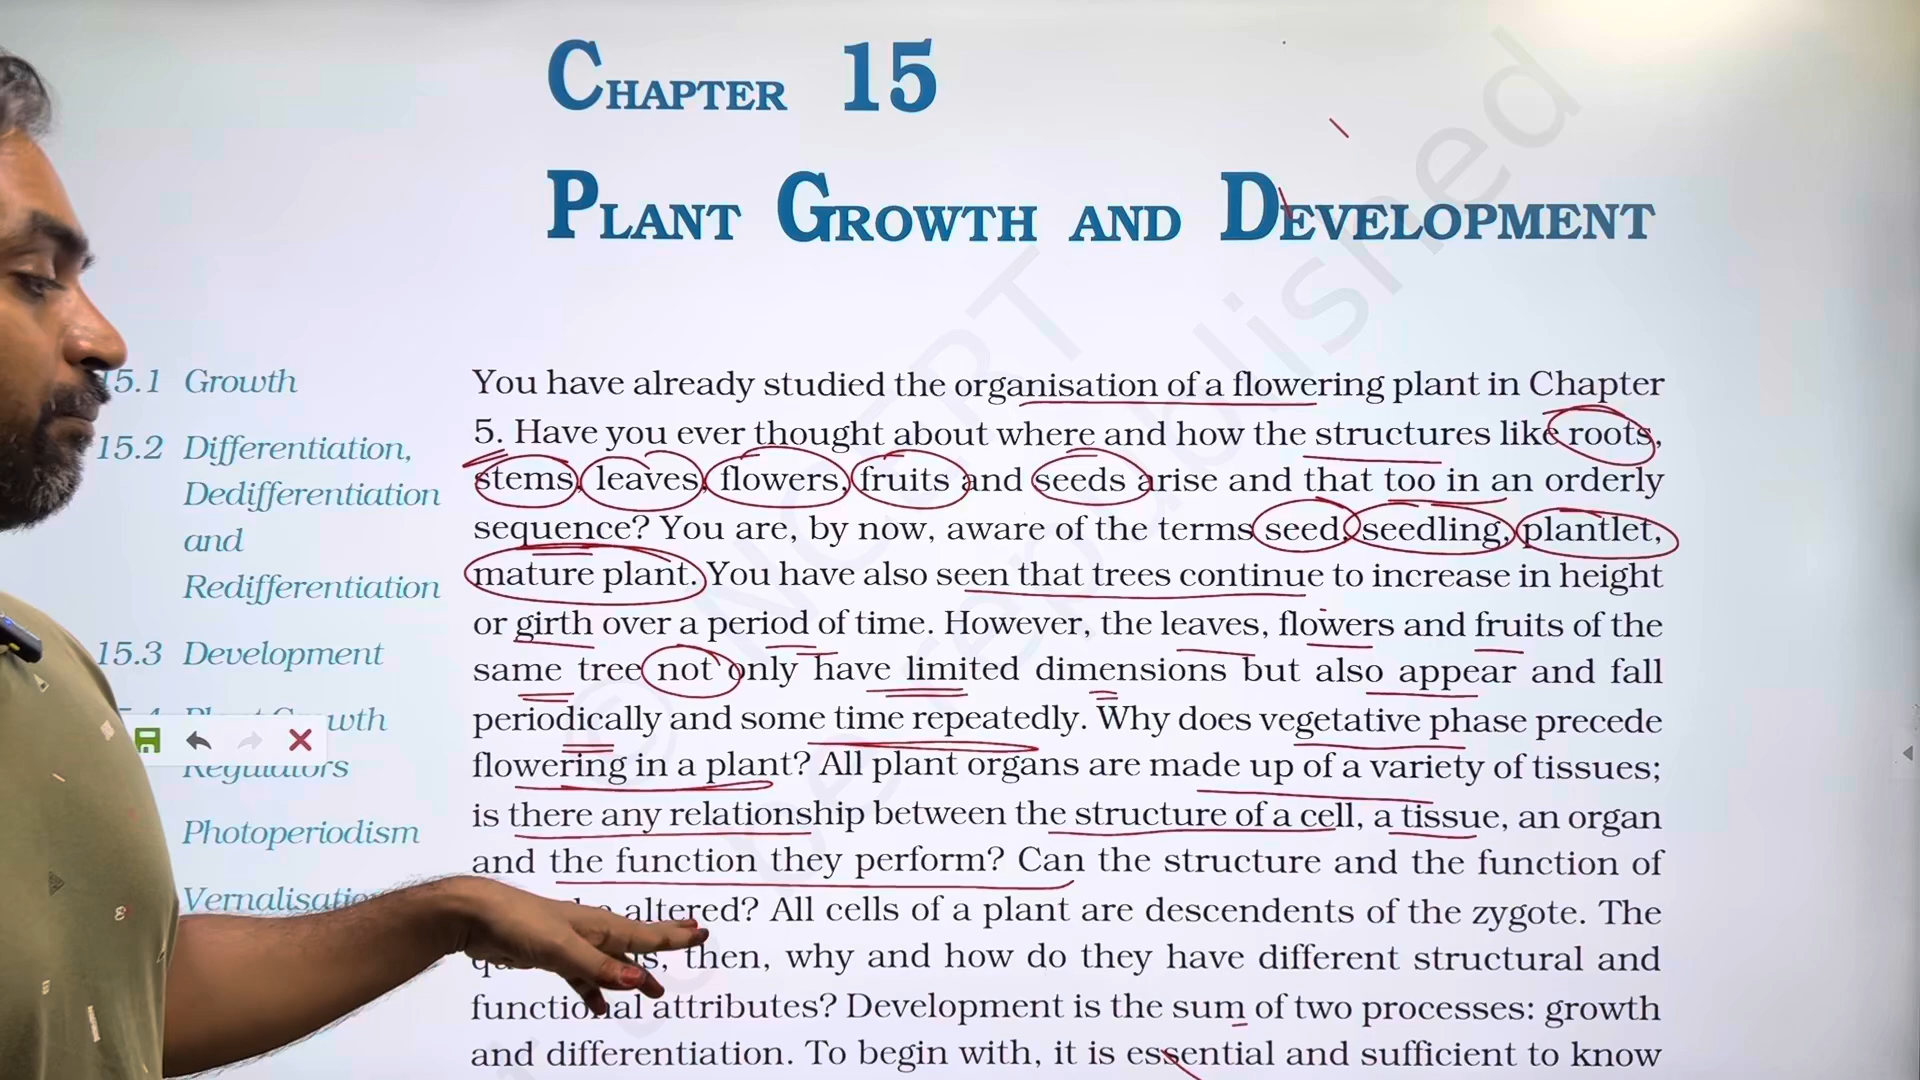 CHAPTER 15
PLANT GROWTH AND DEVELOPMENT
15.1 Growth
15.2 Differentiation,
Dedifferentiation
and
Redifferentiation
15.3 Development
Regulators
Photoperiodism
You have already studied the organisation of a flowering plant in Chapter
5. Have you ever thought about where and how the structures like roots,
stems, leaves, flowers, fruits and seeds arise and that too in an orderly
sequence? You are, by now, aware of the terms seed, seedling, plantlet,
mature plant. You have also seen that trees continue to increase in height
or girth over a period of time. However, the leaves, flowers and fruits of the
same tree not only have limited dimensions but also appear and fall
periodically and some time repeatedly. Why does vegetative phase precede
flowering in a plant? All plant organs are made up of a variety of tissues;
is there any relationship between the structure of a cell, a tissue, an organ
and the function they perform? Can the structure and the function of
altered? All cells of a plant are descendents of the zygote. The
then, why and how do they have different structural and
functional attributes? Development is the sum of two processes: growth
and differentiation. To begin with, it is essential and sufficient to know
© NCERT
be republished